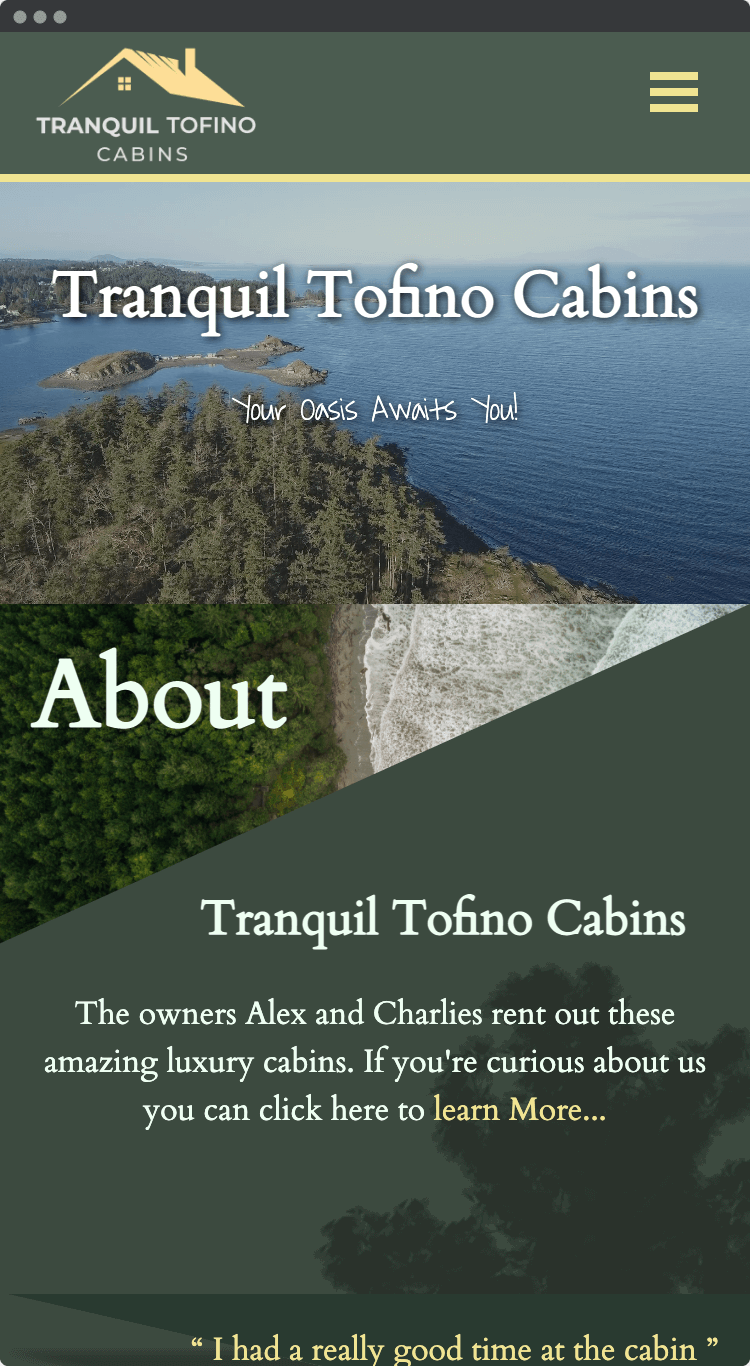 TRANQUIL TOFINO
CABINS
Tranquil Tofino Cabins
Your Oasis Awaits You!
About
Tranquil Tofino Cabins
The owners Alex and Charlies rent out these
amazing luxury cabins. If you're curious about us
you can click here to learn More...
“ I had a really good time at the cabin ”